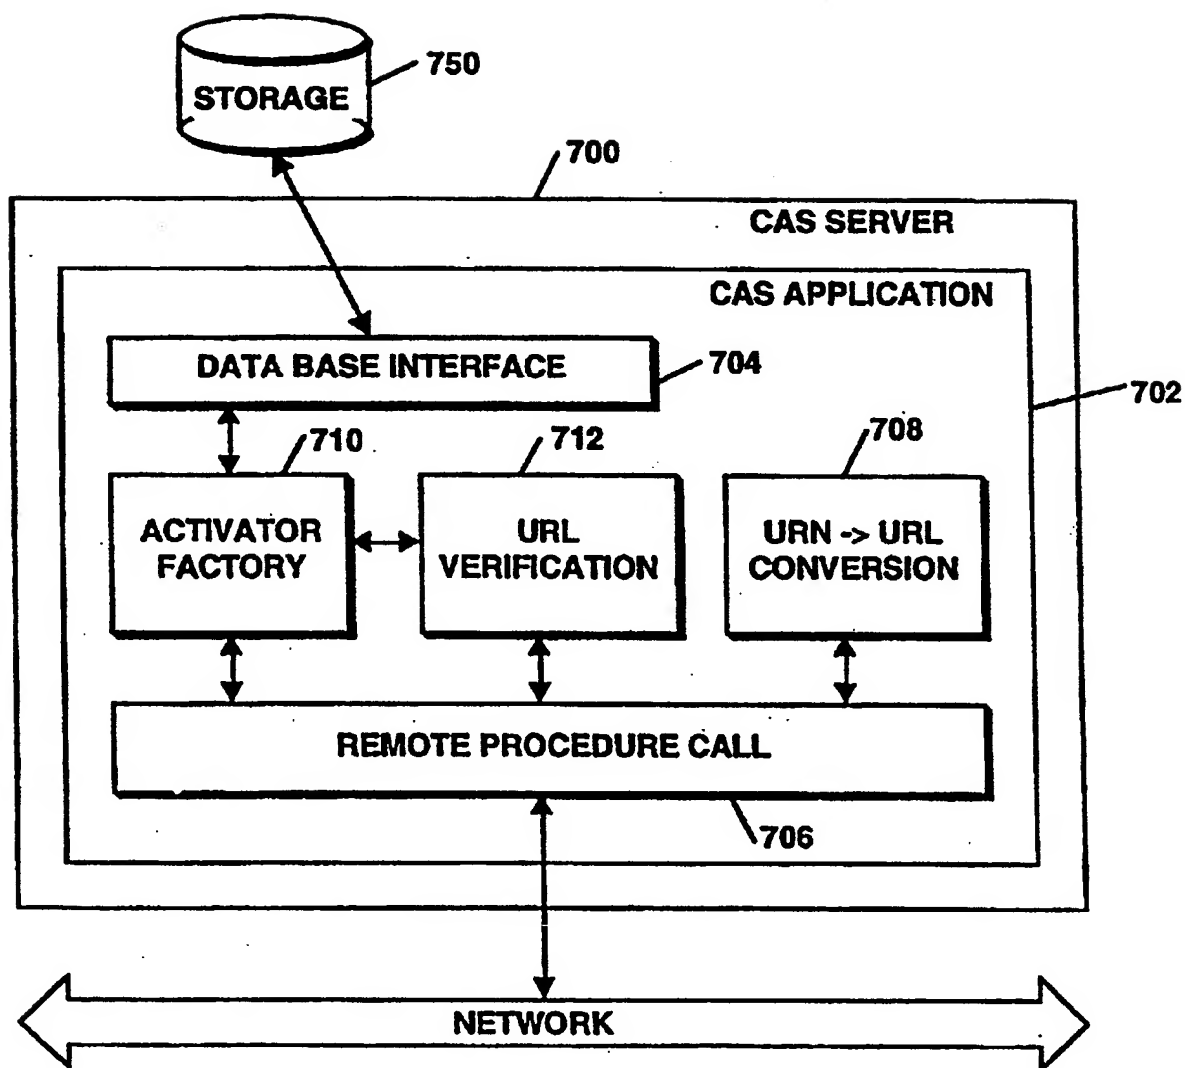 750
STORAGE
700
CAS SERVER
CAS APPLICATION
DATA BASE INTERFACE
704
702
710
712
708
ACTIVATOR
FACTORY
URL
VERIFICATION
URN -> URL
CONVERSION
REMOTE PROCEDURE CALL
706
NETWORK